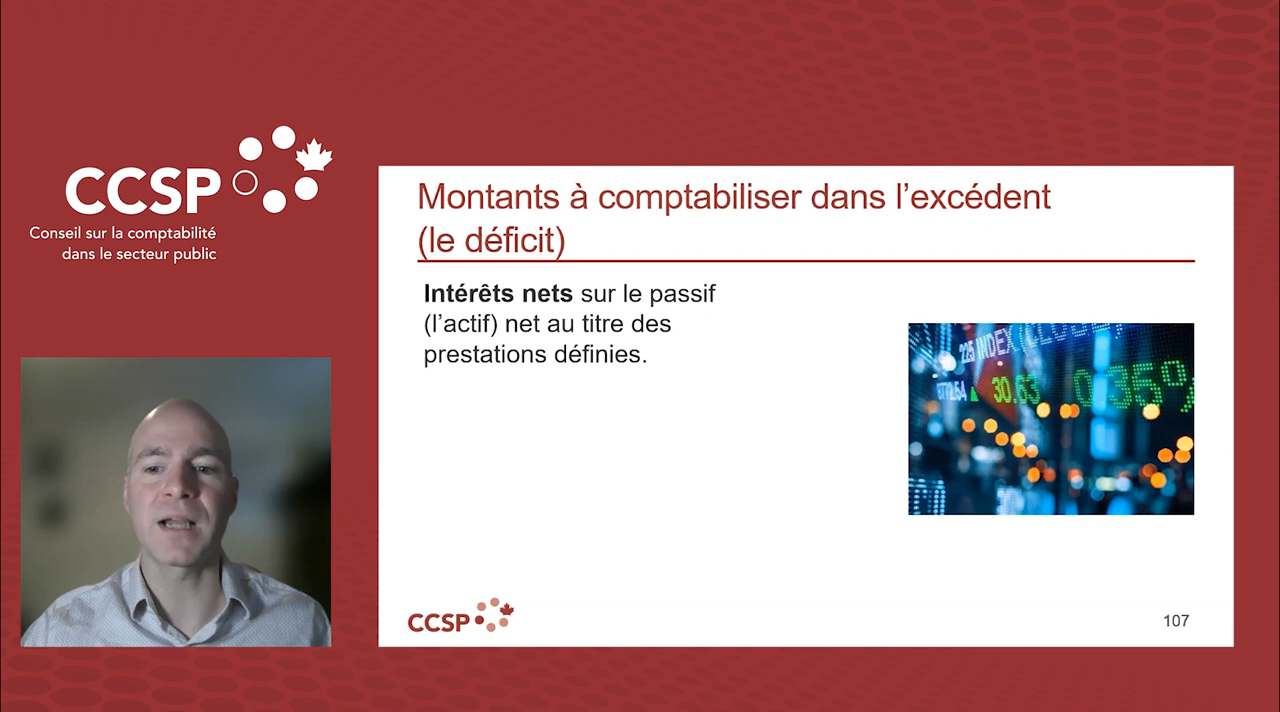 CCSP
Conseil sur la comptabilité
dans le secteur public
Montants à comptabiliser dans l’excédent
(le déficit)
Intérêts nets sur le passif
(l’actif) net au titre des
prestations définies.
225 INDEX
30.63
0.35%
CCSP
107